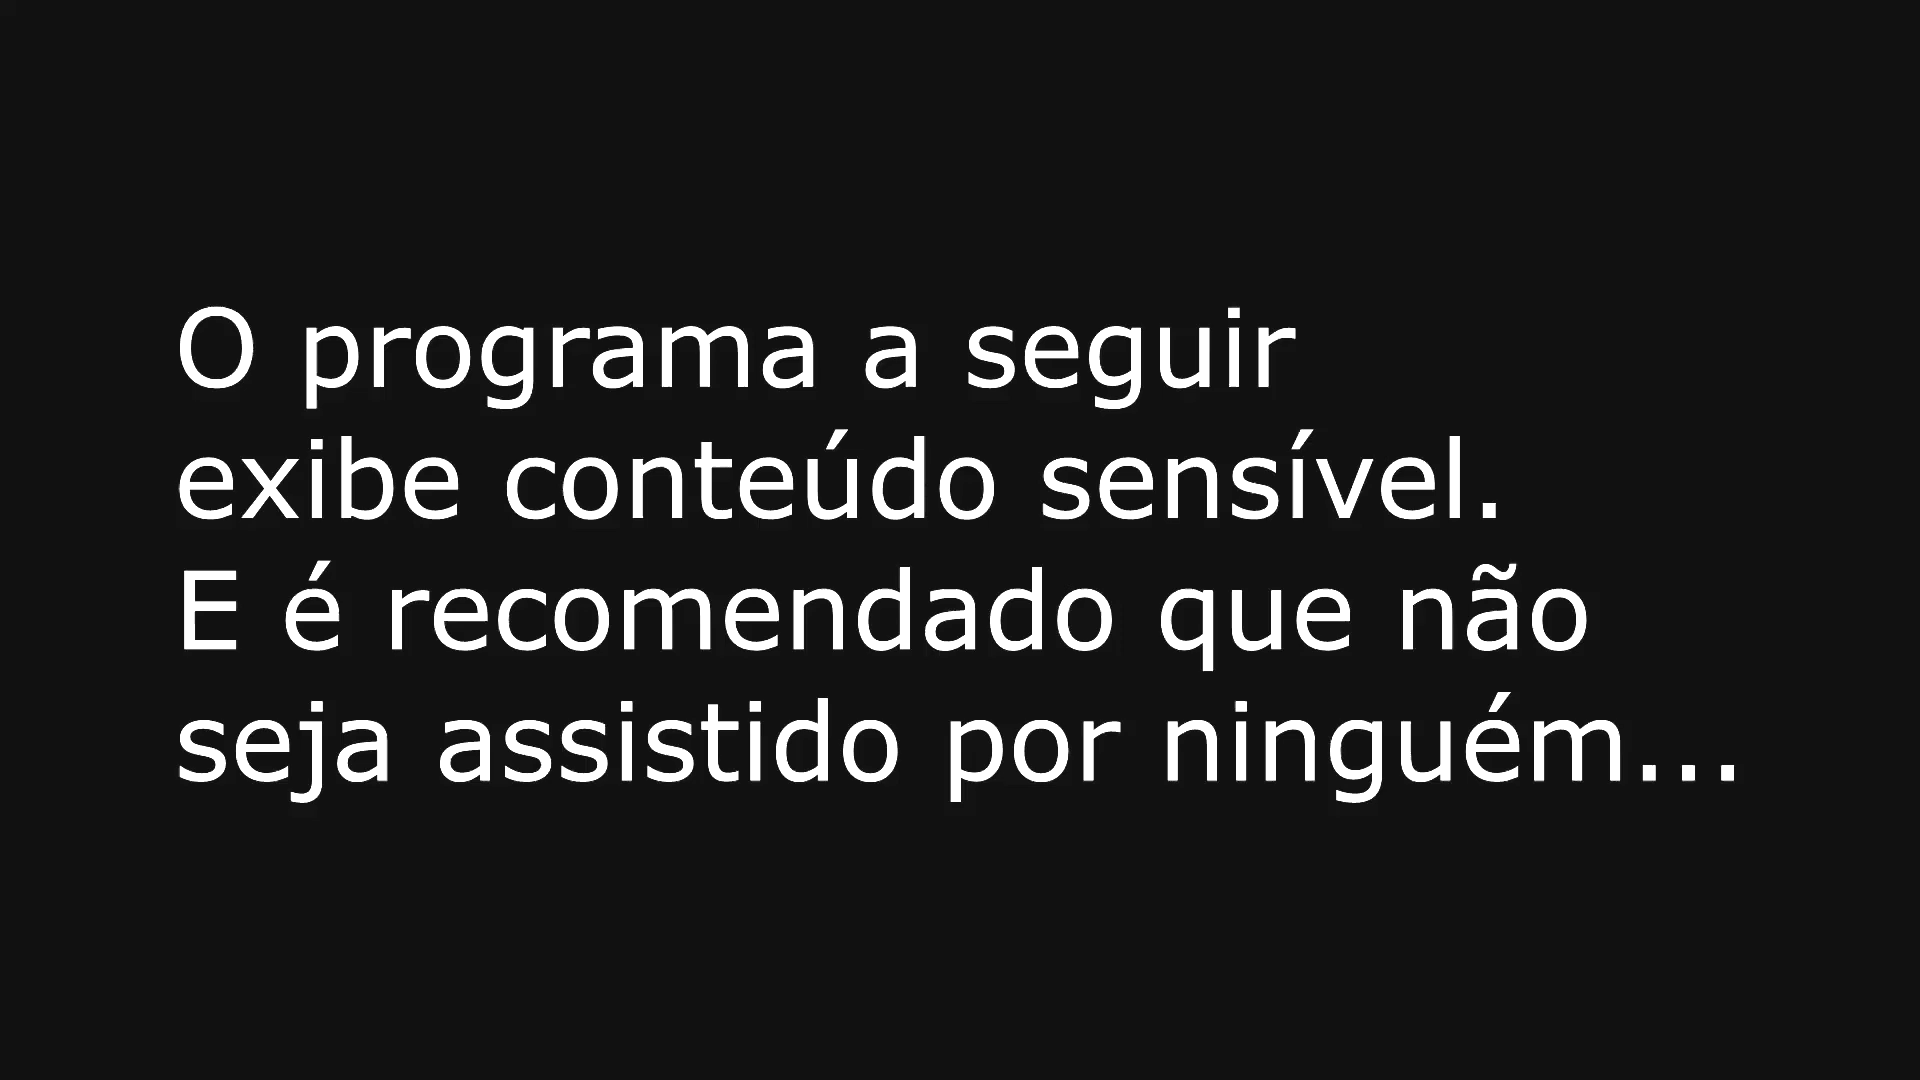 O programa a seguir
exibe conteúdo sensível.
E é recomendado que não
seja assistido por ninguém...